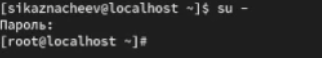 [sikaznacheev@localhost ~]$ su -
Пароль:
[root@localhost ~]#